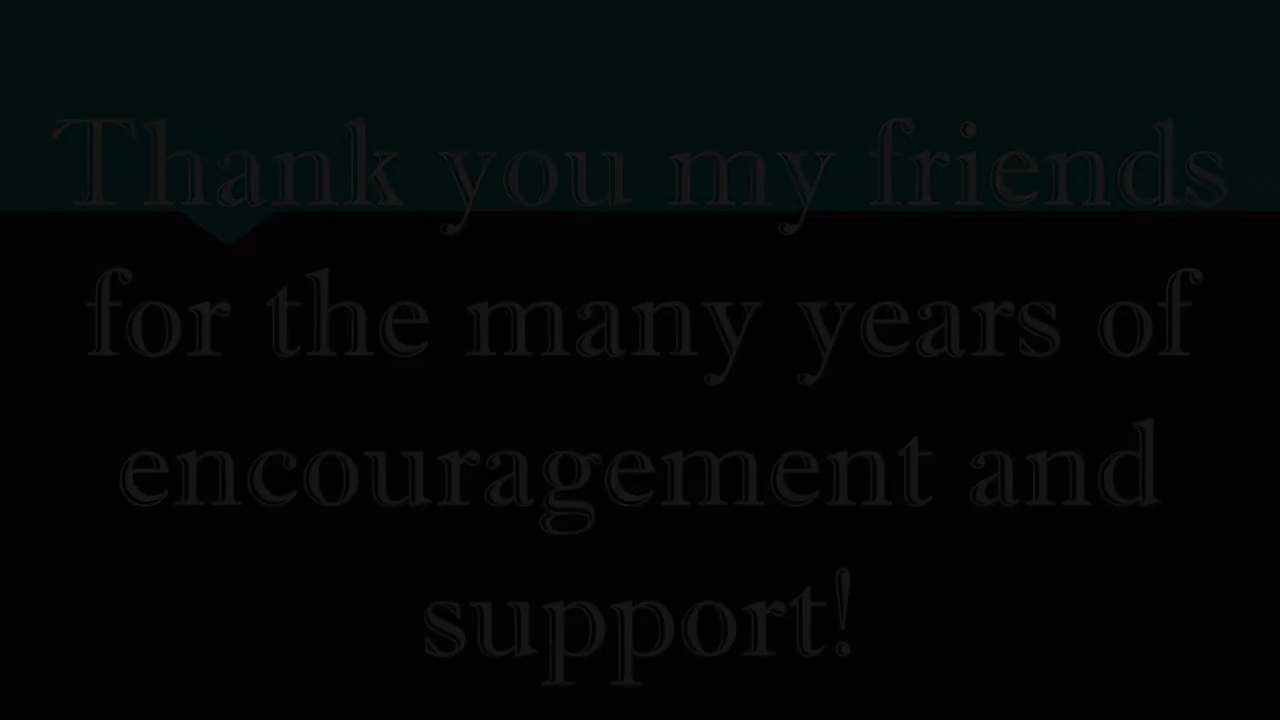 Thank you my friends
for the many years of
encouragement and
support!